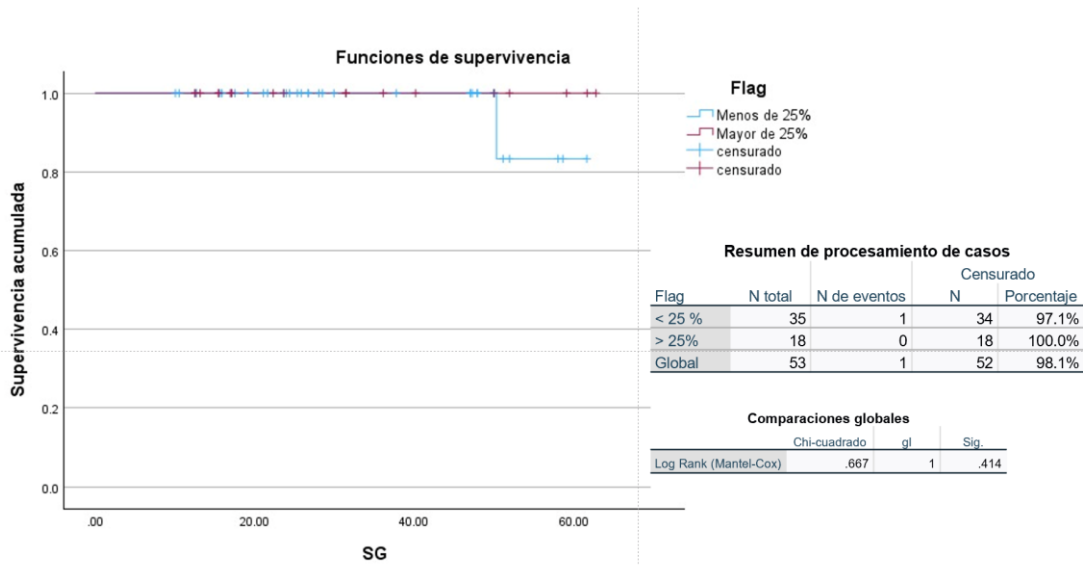 Funciones de supervivencia
Supervivencia acumulada
1.0
0.8
0.6
0.4
0.2
0.0
.00 20.00 40.00 60.00
SG
Flag
Menos de 25%
Mayor de 25%
censurado
censurado
Resumen de procesamiento de casos
Censurado
Flag N total N de eventos N Porcentaje
< 25 % 35 1 34 97.1%
> 25% 18 0 18 100.0%
Global 53 1 52 98.1%
Comparaciones globales
Chi-cuadrado gl Sig.
Log Rank (Mantel-Cox) .667 1 .414